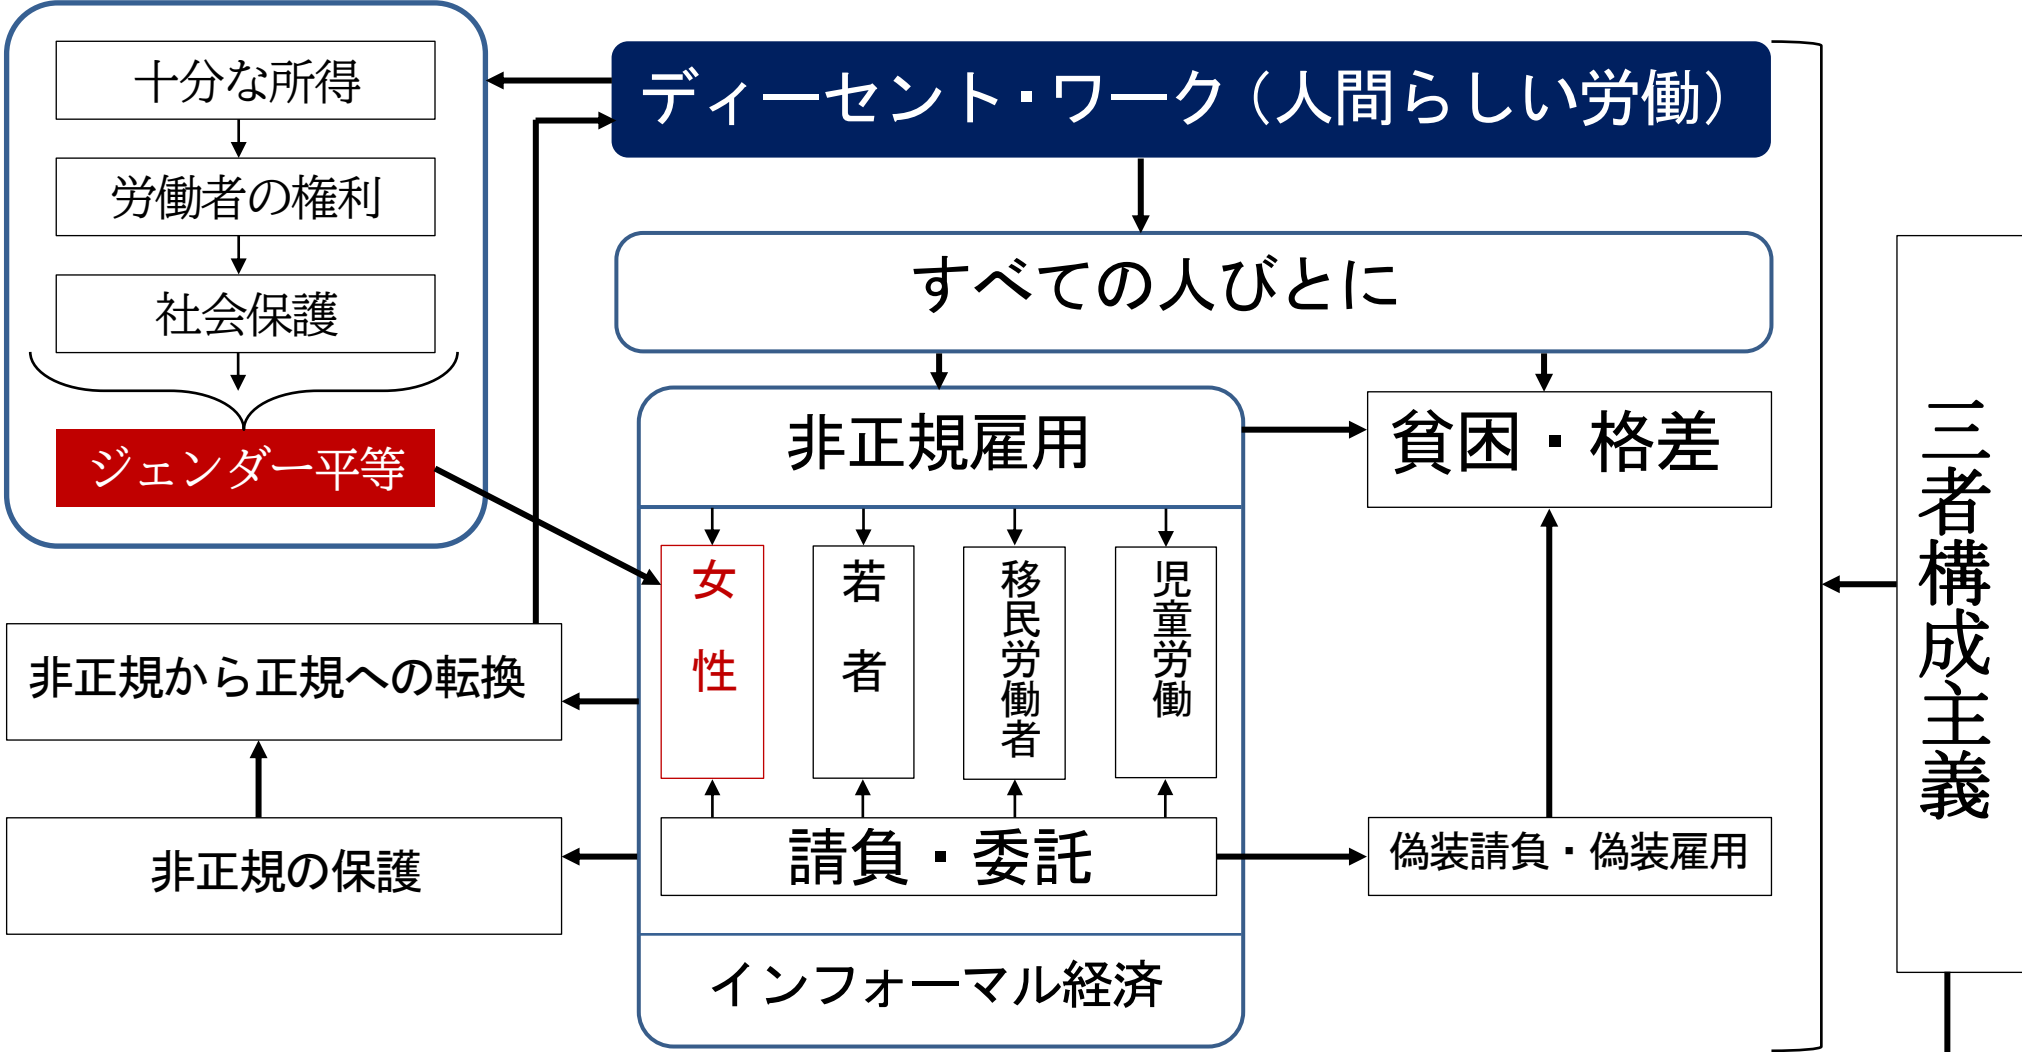 十分な所得
労働者の権利
社会保護
ジェンダー平等
ディーセント・ワーク（人間らしい労働）
すべての人びとに
非正規雇用
貧困・格差
女性
若者
移民労働者
児童労働
請負・委託
偽装請負・偽装雇用
インフォーマル経済
非正規から正規への転換
非正規の保護
三者構成主義